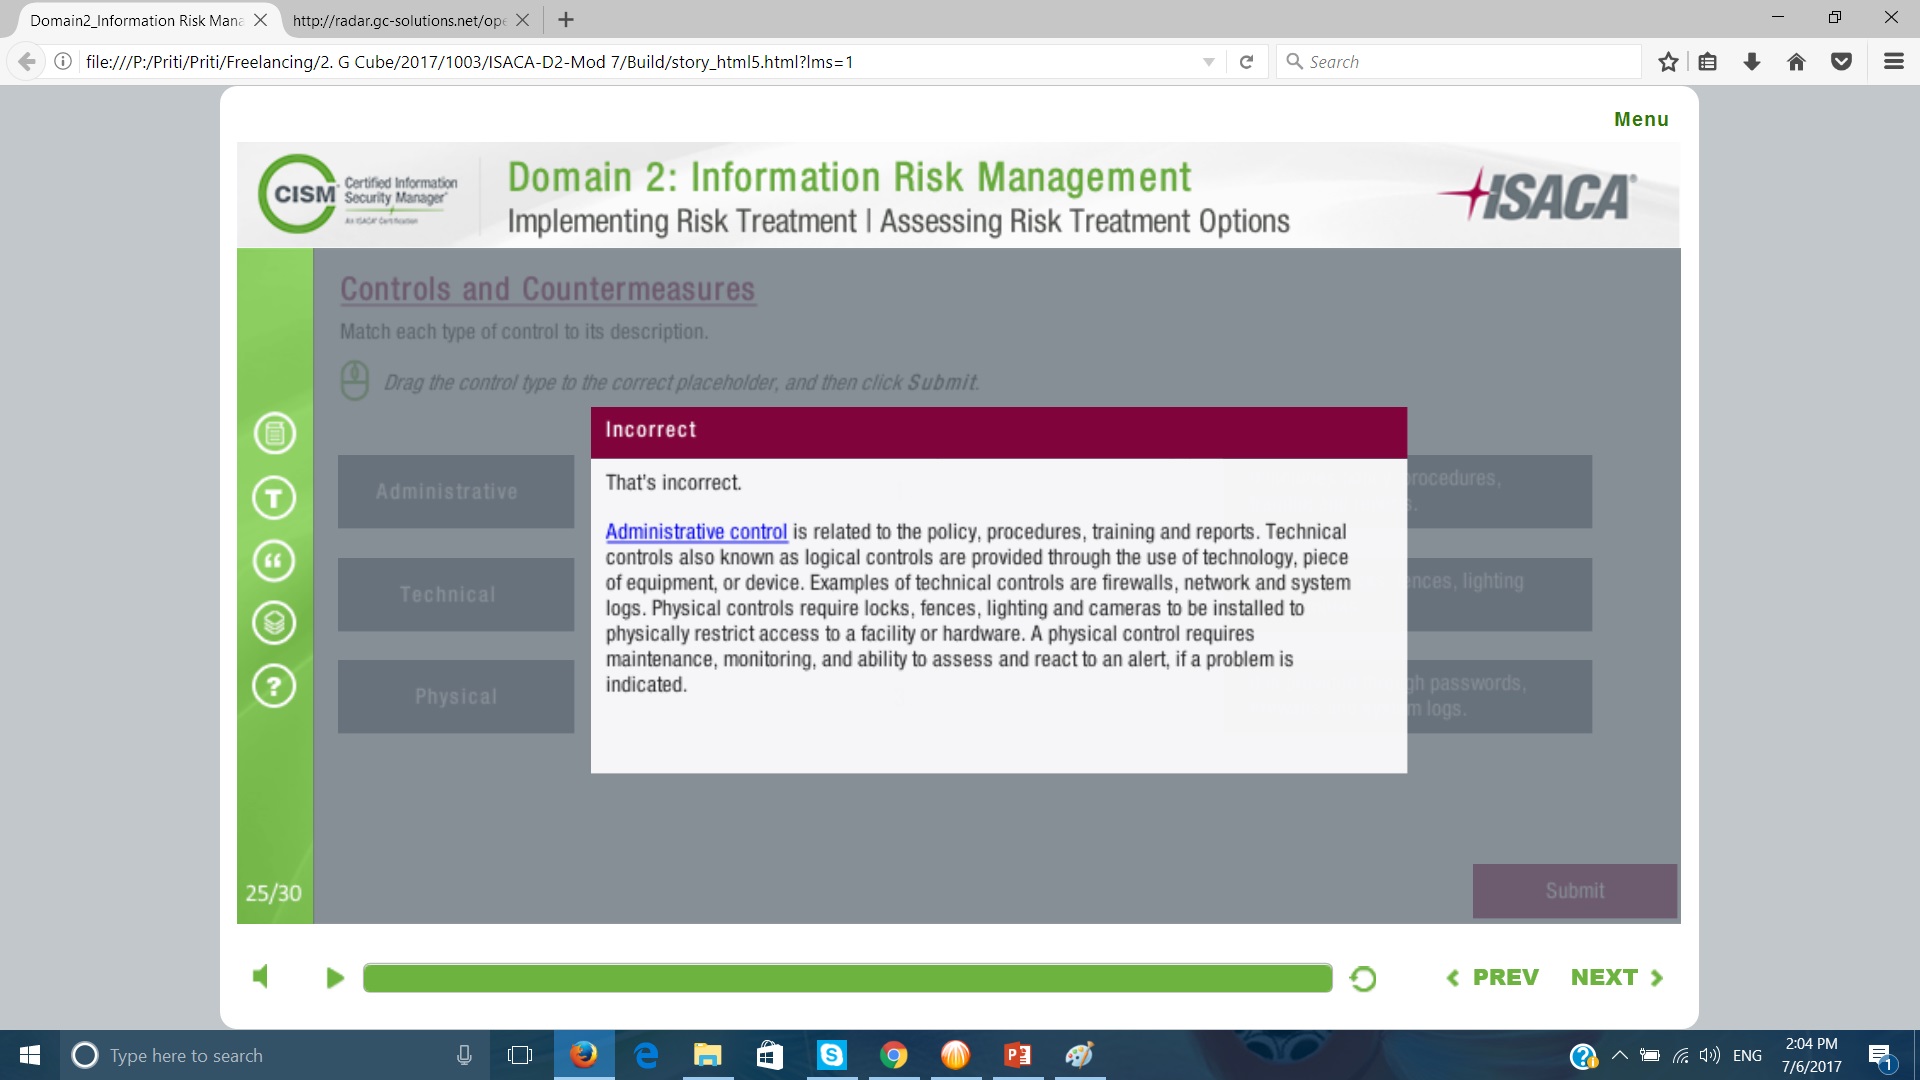 Domain2_Information Risk Mana
http://radar.gc-solutions.net/ope
file:///P:/Priti/Priti/Freelancing/2. G Cube/2017/1003/ISACA-D2-Mod 7/Build/story_html5.html?lms=1
Search
Menu
CISM
Certified Information
Security Manager®
An ISACA® Certification
Domain 2: Information Risk Management
Implementing Risk Treatment | Assessing Risk Treatment Options
ISACA®
Controls and Countermeasures
Match each type of control to its description.
Drag the control type to the correct placeholder, and then click Submit.
Incorrect
That's incorrect.
Administrative control is related to the policy, procedures, training and reports. Technical
controls also known as logical controls are provided through the use of technology, piece
of equipment, or device. Examples of technical controls are firewalls, network and system
logs. Physical controls require locks, fences, lighting and cameras to be installed to
physically restrict access to a facility or hardware. A physical control requires
maintenance, monitoring, and ability to assess and react to an alert, if a problem is
indicated.
Administrative
Technical
Physical
procedures,
lighting
passwords,
logs.
T
?
25/30
Submit
PREV
NEXT
Type here to search
ENG
2:04 PM
7/6/2017
1